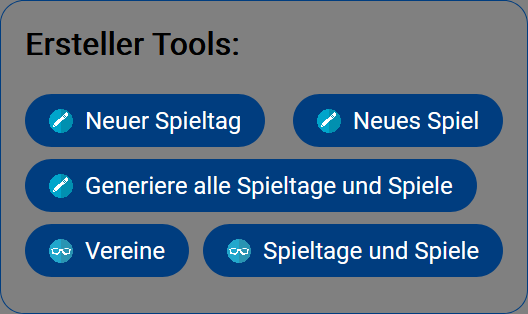 Ersteller Tools:
Neuer Spieltag Neues Spiel
Generiere alle Spieltage und Spiele
Vereine Spieltage und Spiele